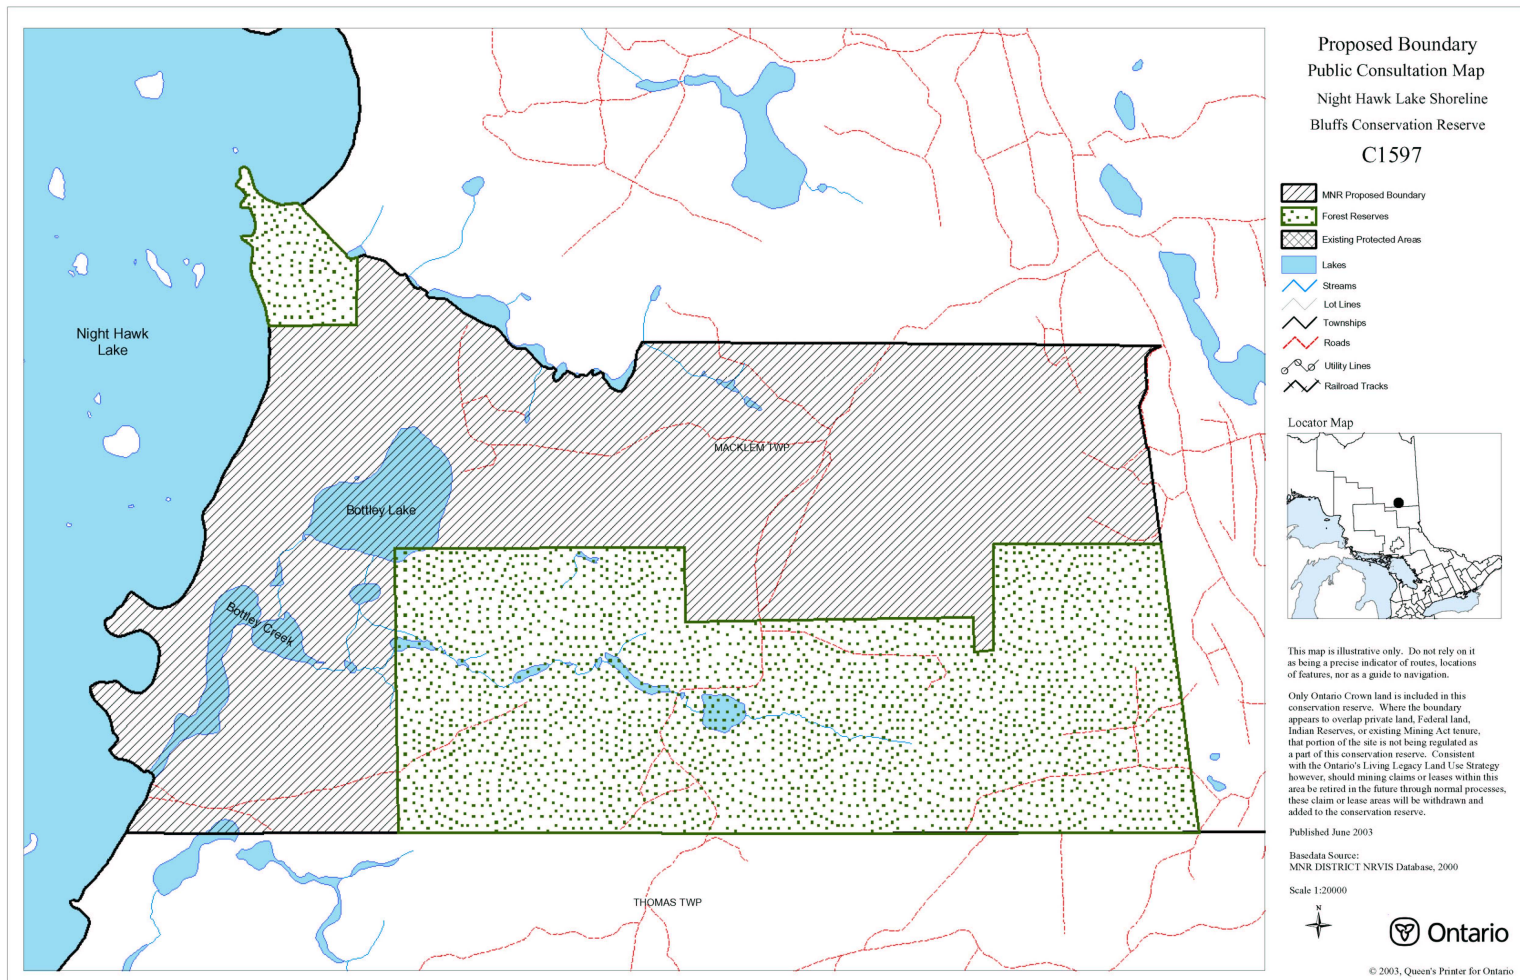 Proposed Boundary
Public Consultation Map
Night Hawk Lake Shoreline
Bluffs Conservation Reserve
C1597
MNR Proposed Boundary
Forest Reserves
Existing Protected Areas
Lakes
Streams
Lot Lines
Townships
Roads
Utility Lines
Railroad Tracks
Locator Map
This map is illustrative only. Do not rely on it
as being a precise indicator of routes, locations
of features, nor as a guide to navigation.
Only Ontario Crown land is included in this
conservation reserve. Where the boundary
appears to overlap private land, Federal land,
Indian Reserves, or existing Mining Act tenure,
that portion of the site is not being regulated as
a part of this conservation reserve. Consistent
with the Ontario's Living Legacy Land Use Strategy
however, should mining claims or leases within this
area be retired in the future through normal processes,
these claim or lease areas will be withdrawn and
added to the conservation reserve.
Published June 2003
Basedata Source:
MNR DISTRICT NRVIS Database, 2000
Scale 1:20000
N
Ontario
© 2003, Queen's Printer for Ontario
Night Hawk
Lake
MACKLEM TWP
Bottley Lake
Bottley Creek
THOMAS TWP